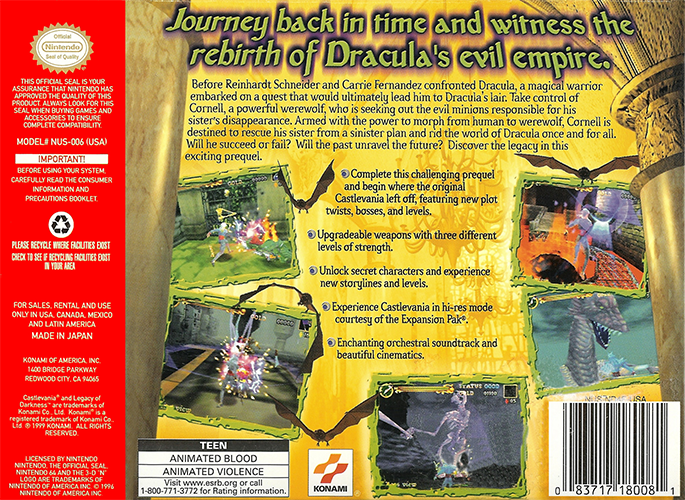 Official
Nintendo
Seal of Quality
THIS OFFICIAL SEAL IS YOUR
ASSURANCE THAT NINTENDO HAS
APPROVED THE QUALITY OF THIS
PRODUCT. ALWAYS LOOK FOR THIS
SEAL WHEN BUYING GAMES AND
ACCESSORIES TO ENSURE
COMPLETE COMPATIBILITY.
MODEL# NUS-006 (USA)
IMPORTANT!
BEFORE USING YOUR SYSTEM,
CAREFULLY READ THE CONSUMER
INFORMATION AND
PRECAUTIONS BOOKLET.
PLEASE RECYCLE WHERE FACILITIES EXIST
CHECK TO SEE IF RECYCLING FACILITIES EXIST
IN YOUR AREA
FOR SALES, RENTAL AND USE
ONLY IN USA, CANADA, MEXICO
AND LATIN AMERICA
MADE IN JAPAN
KONAMI OF AMERICA, INC.
1400 BRIDGE PARKWAY
REDWOOD CITY, CA 94065
Castlevania® and Legacy of
Darkness™ are trademarks of
Konami Co., Ltd. Konami® is a
registered trademark of Konami Co.
Ltd © 1999 KONAMI ALL RIGHTS
RESERVED.
LICENSED BY NINTENDO
NINTENDO, THE OFFICIAL SEAL,
NINTENDO 64 AND THE 3-D "N"
LOGO ARE TRADEMARKS OF
NINTENDO OF AMERICA INC. © 1996
NINTENDO OF AMERICA INC
Journey back in time and witness the
rebirth of Dracula's evil empire.
Before Reinhardt Schneider and Carrie Fernandez confronted Dracula, a magical warrior
embarked on a quest that would ultimately lead him to Dracula's lair. Take control of
Cornell, a powerful werewolf, who is seeking out the evil minions responsible for his
sister's disappearance. Armed with the power to morph from human to werewolf, Cornell is
destined to rescue his sister from a sinister plan and rid the world of Dracula once and for all.
Will he succeed or fail? Will the past unravel the future? Discover the legacy in this
exciting prequel.
Complete this challenging prequel
and begin where the original
Castlevania left off, featuring new plot
twists, bosses, and levels.
Upgradeable weapons with three different
levels of strength.
Unlock secret characters and experience
new storylines and levels.
Experience Castlevania in hi-res mode
courtesy of the Expansion Pak®.
Enchanting orchestral soundtrack and
beautiful cinematics.
STATUS
GOLD
TEEN
ANIMATED BLOOD
ANIMATED VIOLENCE
Visit www.esrb.org or call
1-800-771-3772 for Rating information.
KONAMI
0 83717 18008 1